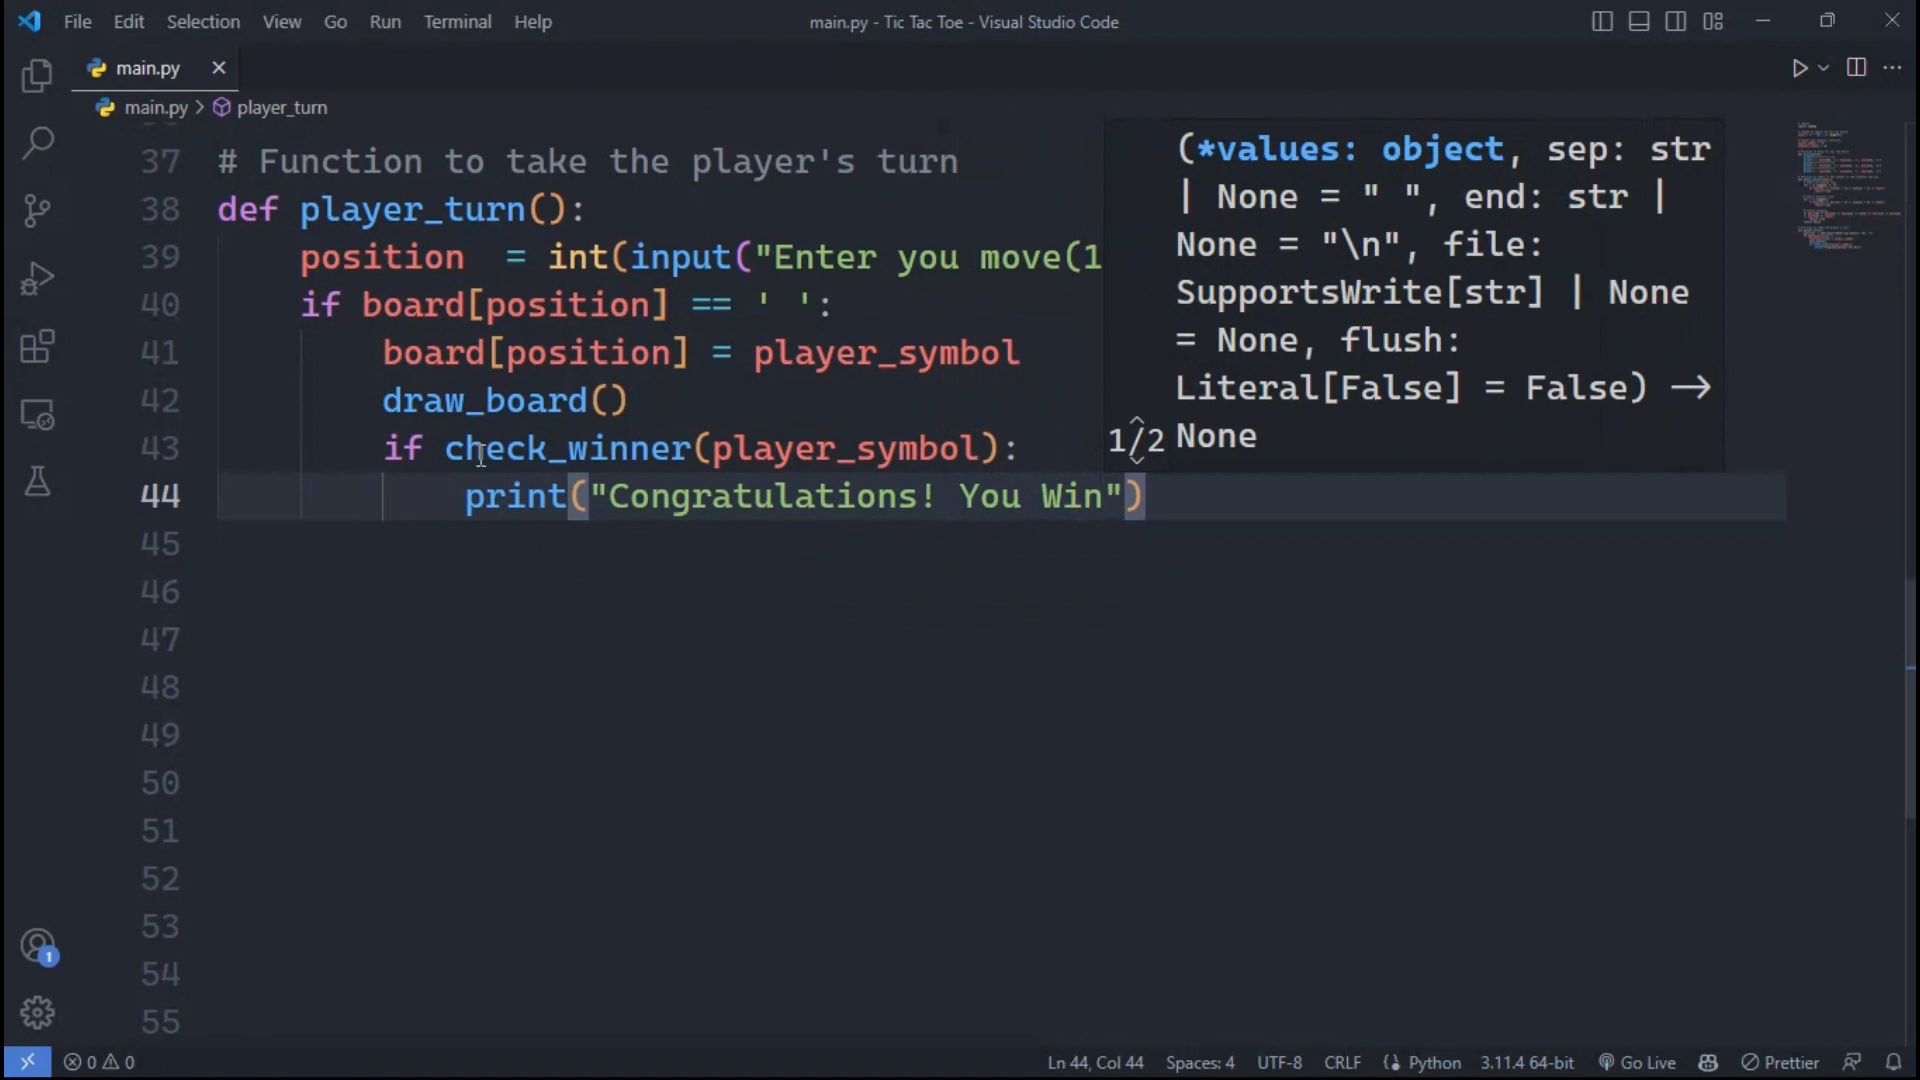 File Edit Selection View Go Run Terminal Help
main.py - Tic Tac Toe - Visual Studio Code
main.py
main.py > player_turn
37 # Function to take the player's turn
38 def player_turn():
39 position  = int(input("Enter you move(1
40 if board[position] == ' ':
41 board[position] = player_symbol
42 draw_board()
43 if check_winner(player_symbol):
44 print("Congratulations! You Win")
45
46
47
48
49
50
51
52
53
54
55
(*values: object, sep: str
| None = " ", end: str |
None = "\n", file:
SupportsWrite[str] | None
= None, flush:
Literal[False] = False) →
1/2 None
1
0 0
Ln 44, Col 44 Spaces: 4 UTF-8 CRLF Python 3.11.4 64-bit Go Live Prettier